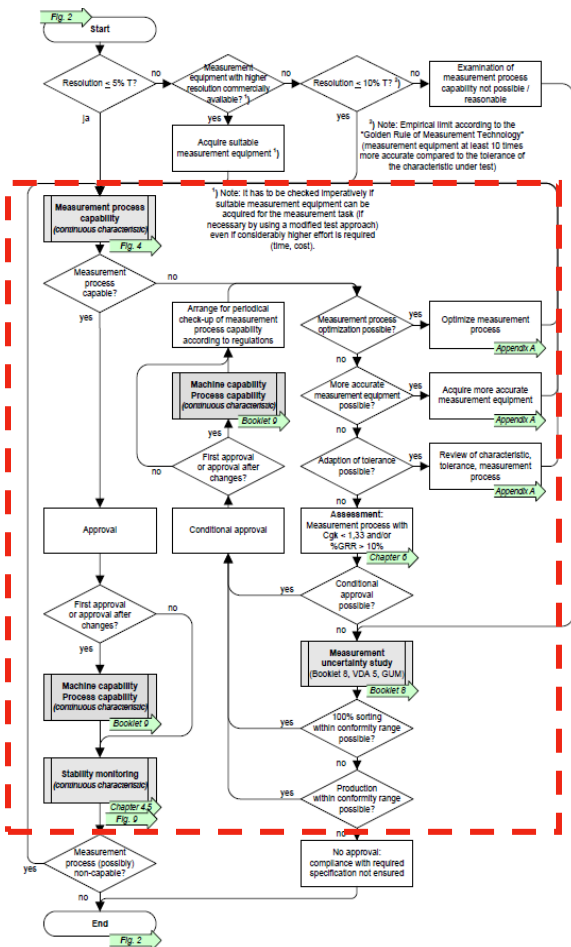 Fig. 2
Start
Resolution ≤ 5% T?
no
Measurement
equipment with higher
resolution commercially
available? ¹)
no
Resolution ≤ 10% T? ²)
no
Examination of
measurement process
capability not possible /
reasonable
ja
yes
yes
Acquire suitable
measurement equipment ¹)
²) Note: Empirical limit according to the
"Golden Rule of Measurement Technology"
(measurement equipment at least 10 times
more accurate compared to the tolerance of
the characteristic under test)
¹) Note: It has to be checked imperatively if
suitable measurement equipment can be
acquired for the measurement task (if
necessary by using a modified test approach)
even if considerably higher effort is required
(time, cost).
Measurement process
capability
(continuous characteristic)
Fig. 4
Measurement
process
capable?
no
yes
Arrange for periodical
check-up of measurement
process capability
according to regulations
Measurement process
optimization possible?
yes
Optimize measurement
process
Appendix A
no
Machine capability
Process capability
(continuous characteristic)
Booklet 9
More accurate
measurement equipment
possible?
yes
Acquire more accurate
measurement equipment
Appendix A
yes
no
First approval
or approval after
changes?
no
Adaption of tolerance
possible?
yes
Review of characteristic,
tolerance, measurement
process
Appendix A
no
Approval
Conditional approval
Assessment:
Measurement process with
Cgk < 1,33 and/or
%GRR > 10%
Chapter 6
First approval
or approval after
changes?
no
yes
Conditional
approval
possible?
yes
no
Machine capability
Process capability
(continuous characteristic)
Booklet 9
Measurement
uncertainty study
(Booklet 8, VDA 5, GUM)
Booklet 8
100% sorting
within conformity range
possible?
yes
no
Stability monitoring
(continuous characteristic)
Chapter 4.5
Fig. 9
Production
within conformity range
possible?
yes
no
Measurement
process (possibly)
non-capable?
yes
no
No approval:
compliance with required
specification not ensured
End
Fig. 2